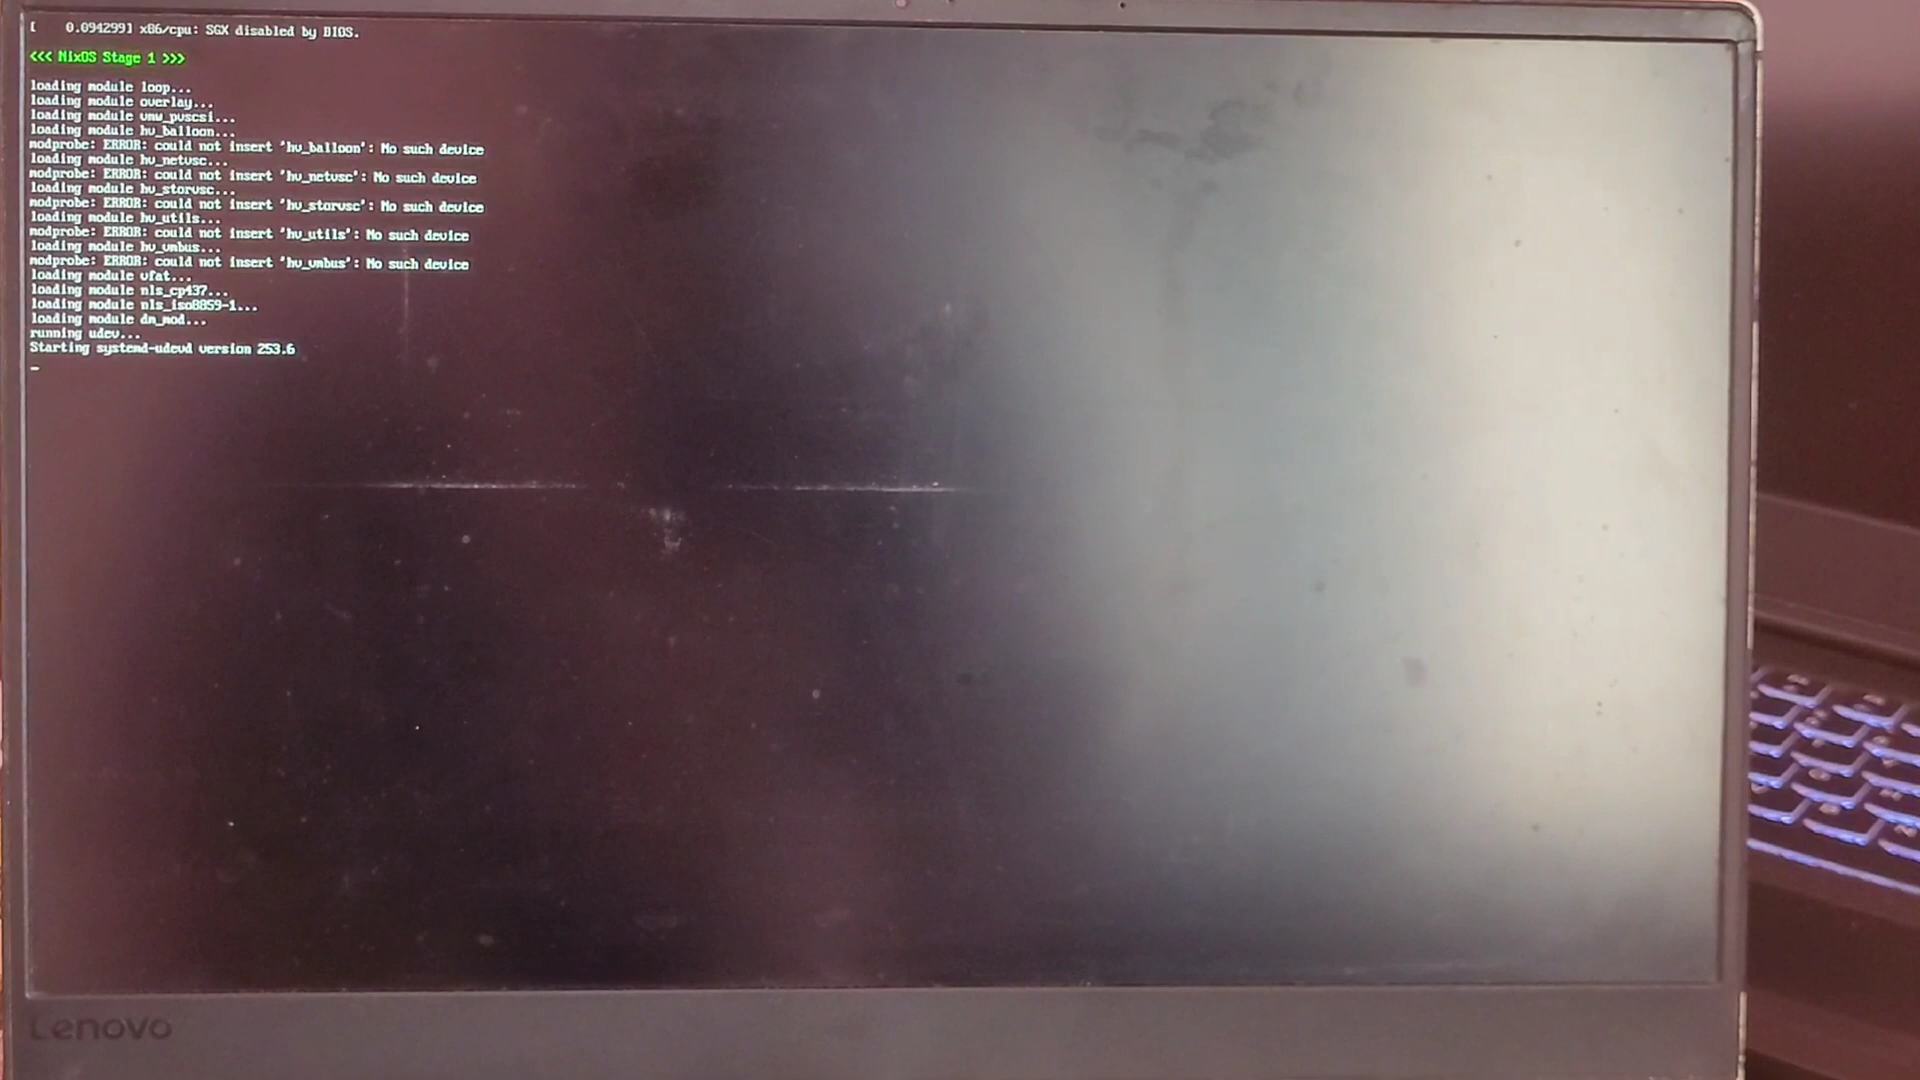 [    0.094299] x86/cpu: SGX disabled by BIOS.
<<< NixOS Stage 1 >>>
loading module loop...
loading module overlay...
loading module vmw_pvscsi...
loading module hv_balloon...
modprobe: ERROR: could not insert 'hv_balloon': No such device
loading module hv_netvsc...
modprobe: ERROR: could not insert 'hv_netvsc': No such device
loading module hv_storvsc...
modprobe: ERROR: could not insert 'hv_storvsc': No such device
loading module hv_utils...
modprobe: ERROR: could not insert 'hv_utils': No such device
loading module hv_vmbus...
modprobe: ERROR: could not insert 'hv_vmbus': No such device
loading module vfat...
loading module nls_cp437...
loading module nls_iso8859-1...
loading module dm_mod...
running udev...
Starting systemd-udevd version 253.6
Lenovo